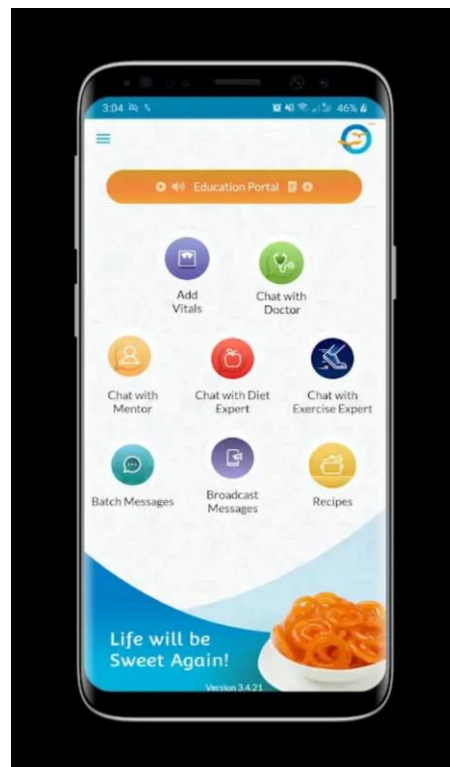 3:04
46%
Education Portal
Add
Vitals
Chat with
Doctor
Chat with
Mentor
Chat with Diet
Expert
Chat with
Exercise Expert
Batch Messages
Broadcast
Messages
Recipes
Life will be
Sweet Again!
Version 3.4.21